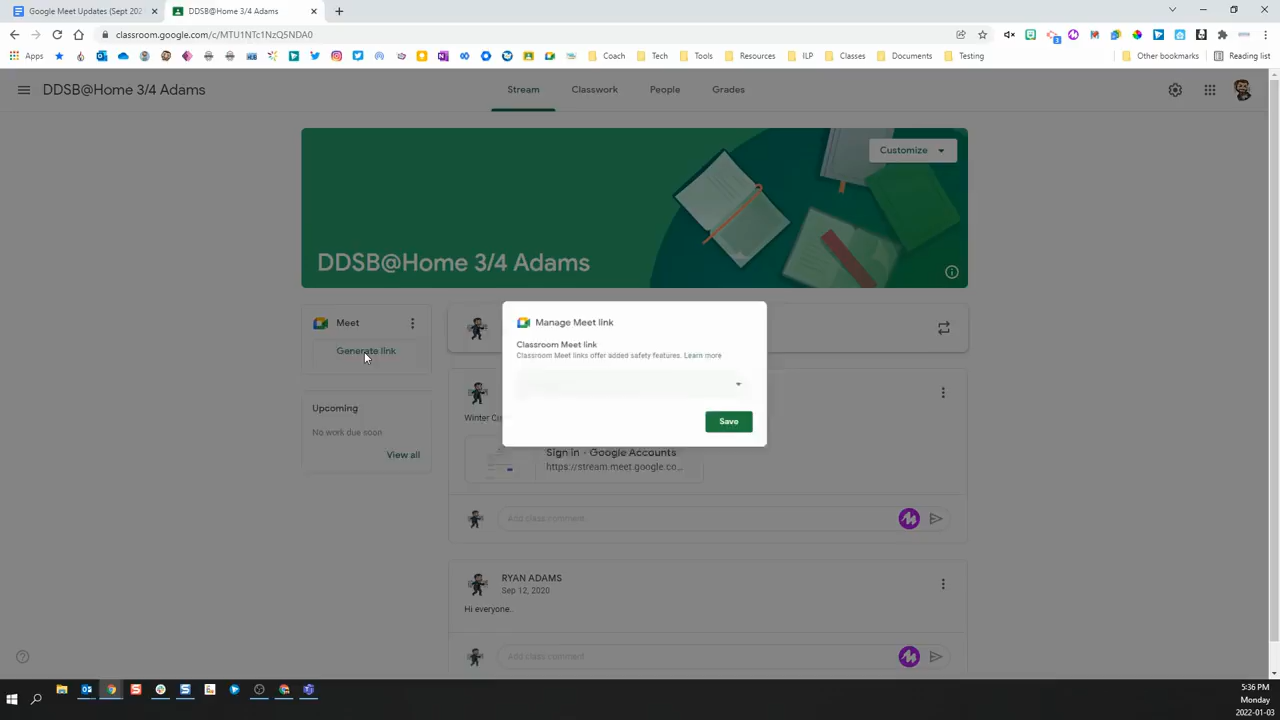 Google Meet Updates (Sept 202
DDSB@Home 3/4 Adams
classroom.google.com/c/MTU1NTc1NzQ5NDA0
Apps
Coach
Tech
Tools
Resources
ILP
Classes
Documents
Testing
Other bookmarks
Reading list
DDSB@Home 3/4 Adams
Stream
Classwork
People
Grades
Customize
DDSB@Home 3/4 Adams
Meet
Generate link
Upcoming
No work due soon
View all
Manage Meet link
Classroom Meet link
Classroom Meet links offer added safety features. Learn more
Save
Winter
Sign in - Google Accounts
https://stream.meet.google.co...
Add class comment
RYAN ADAMS
Sep 12, 2020
Hi everyone..
Add class comment
5:36 PM
Monday
2022-01-03